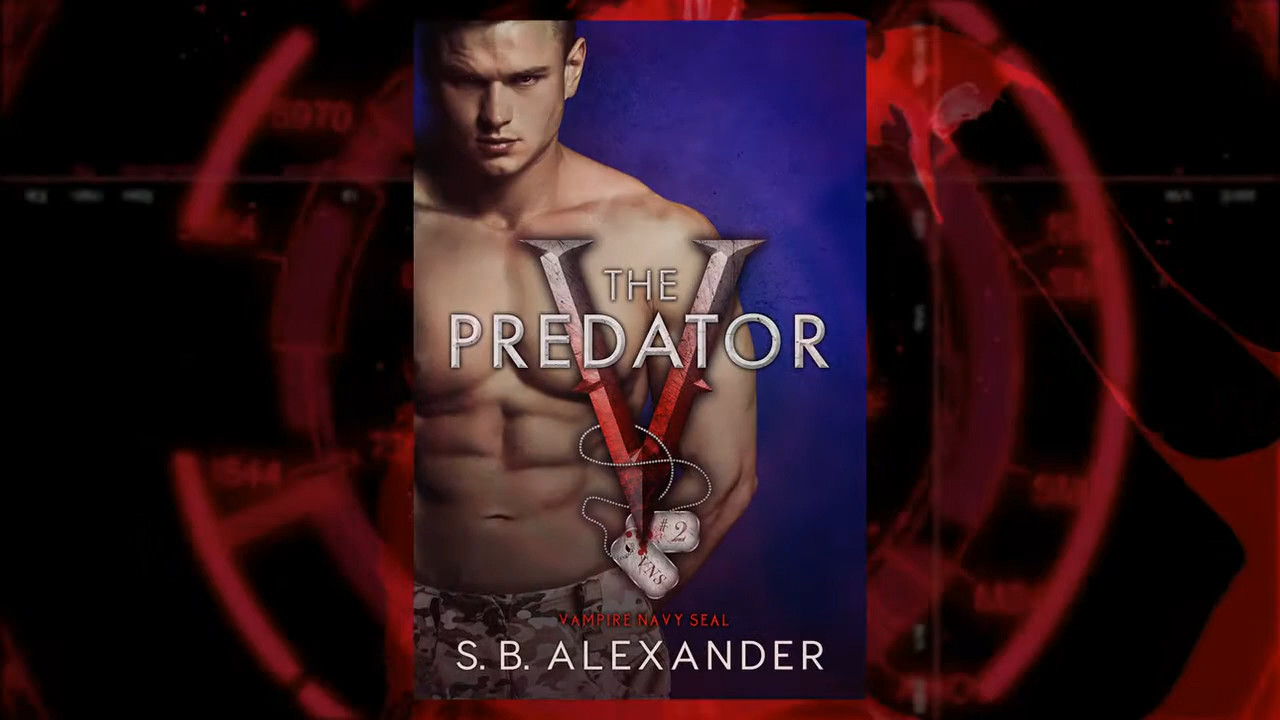 THE
PREDATOR
V
#2
VNS
VAMPIRE NAVY SEAL
S. B. ALEXANDER